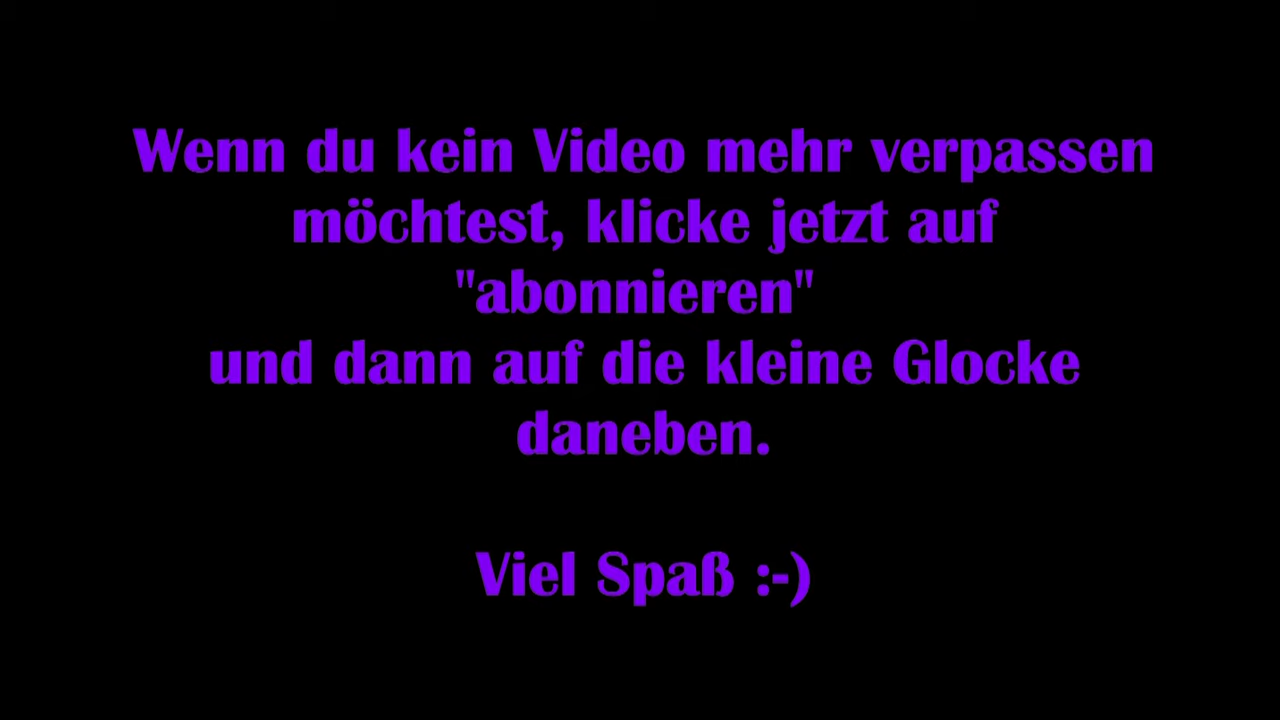 Wenn du kein Video mehr verpassen
möchtest, klicke jetzt auf
"abonnieren"
und dann auf die kleine Glocke
daneben.
Viel Spaß :-)